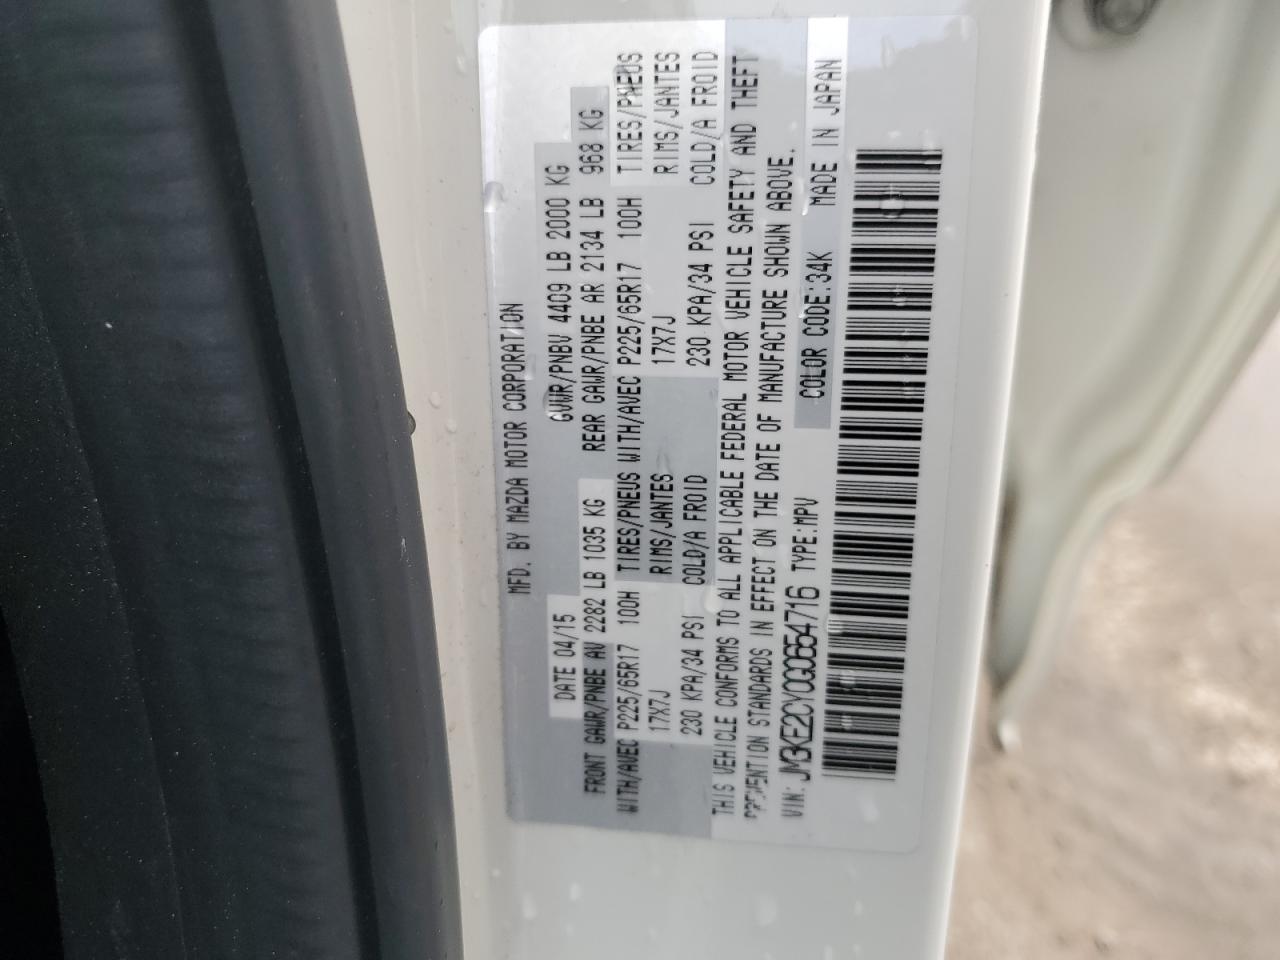 MFD. BY MAZDA MOTOR CORPORATION
DATE 04/15 GVWR/PNBV 4409 LB 2000 KG
FRONT GAWR/PNBE AV 2282 LB 1035 KG REAR GAWR/PNBE AR 2134 LB 968 KG
WITH/AVEC P225/65R17 100H TIRES/PNEUS WITH/AVEC P225/65R17 100H TIRES/PNEUS
17X7J RIMS/JANTES 17X7J RIMS/JANTES
230 KPA/34 PSI COLD/A FROID 230 KPA/34 PSI COLD/A FROID
THIS VEHICLE CONFORMS TO ALL APPLICABLE FEDERAL MOTOR VEHICLE SAFETY AND THEFT
PREVENTION STANDARDS IN EFFECT ON THE DATE OF MANUFACTURE SHOWN ABOVE.
VIN: JM3KE2CY0G0654716 TYPE:MPV COLOR CODE:34K MADE IN JAPAN